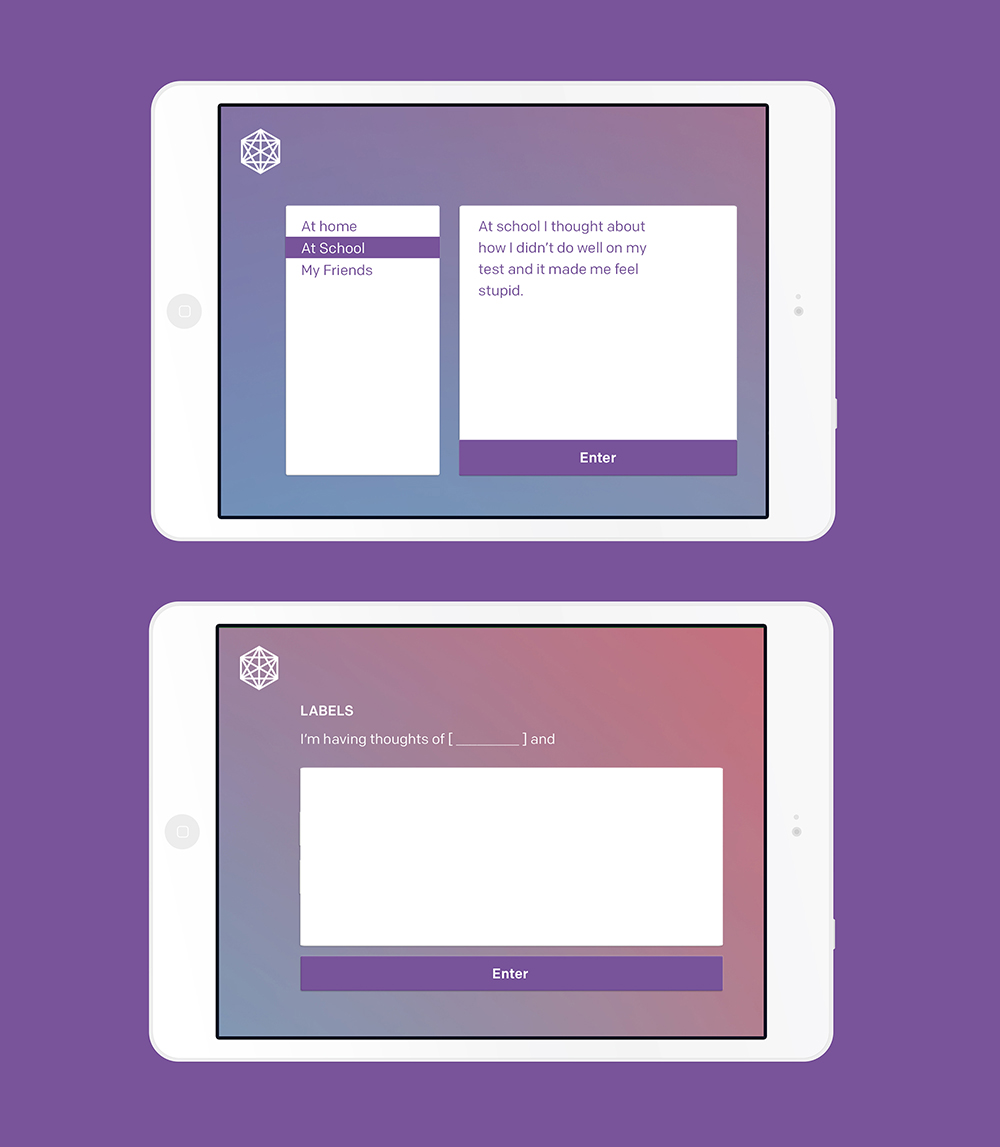 At home
At School
My Friends
At school I thought about
how I didn’t do well on my
test and it made me feel
stupid.
Enter
LABELS
I’m having thoughts of [ ________ ] and
Enter